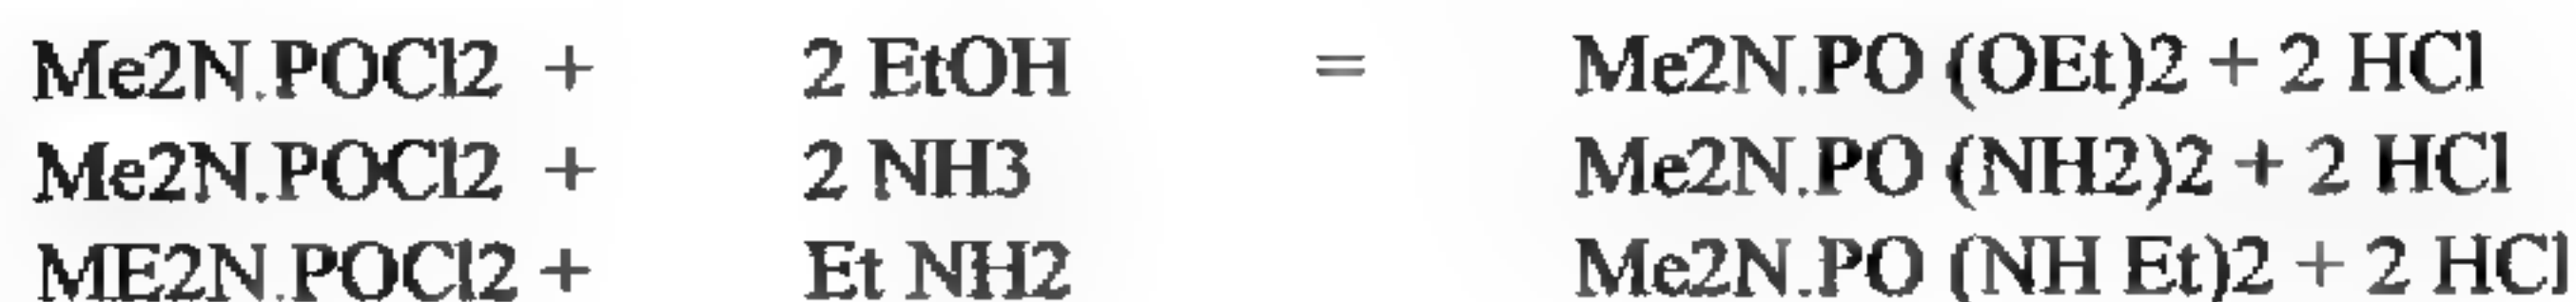 Me2N.POCl2 + 2 EtOH = Me2N.PO (OEt)2 + 2 HCl
Me2N.POCl2 + 2 NH3 Me2N.PO (NH2)2 + 2 HCl
ME2N.POCl2 + Et NH2 Me2N.PO (NH Et)2 + 2 HCl